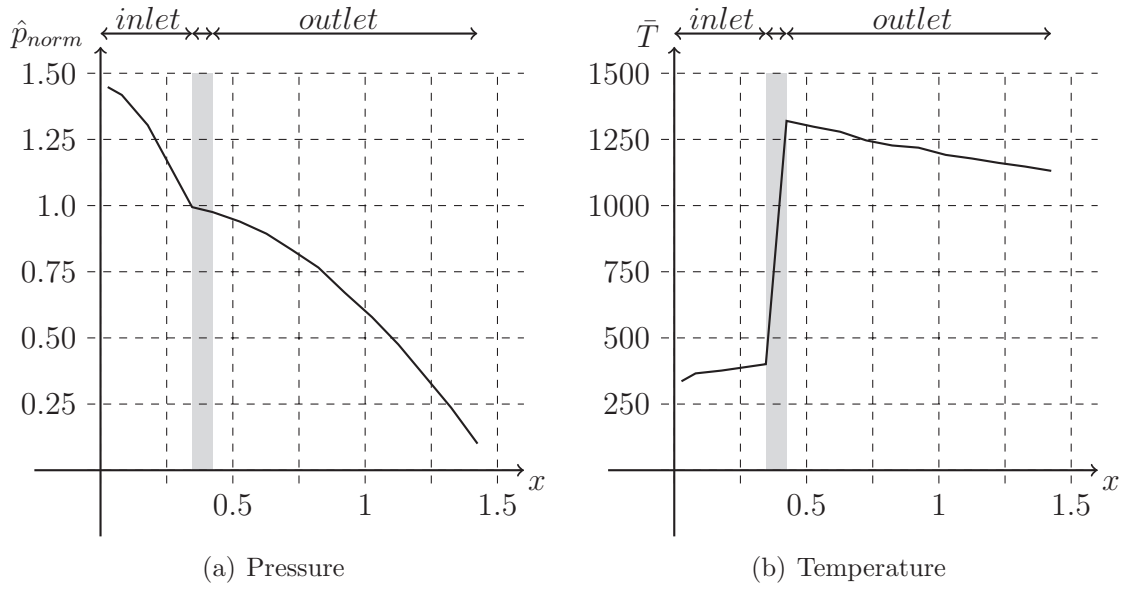 inlet outlet
p̂norm
1.50
1.25
1.0
0.75
0.50
0.25
0.5 1 1.5 x
(a) Pressure
inlet outlet
T̄
1500
1250
1000
750
500
250
0.5 1 1.5 x
(b) Temperature